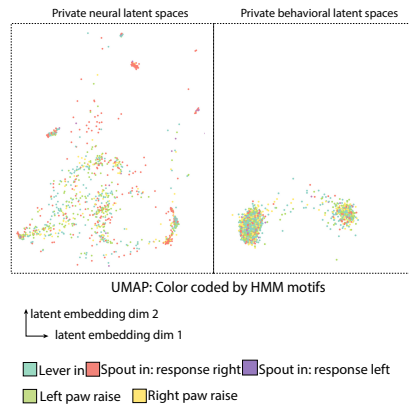 Private neural latent spaces
Private behavioral latent spaces
UMAP: Color coded by HMM motifs
latent embedding dim 2
latent embedding dim 1
Lever in
Spout in: response right
Spout in: response left
Left paw raise
Right paw raise